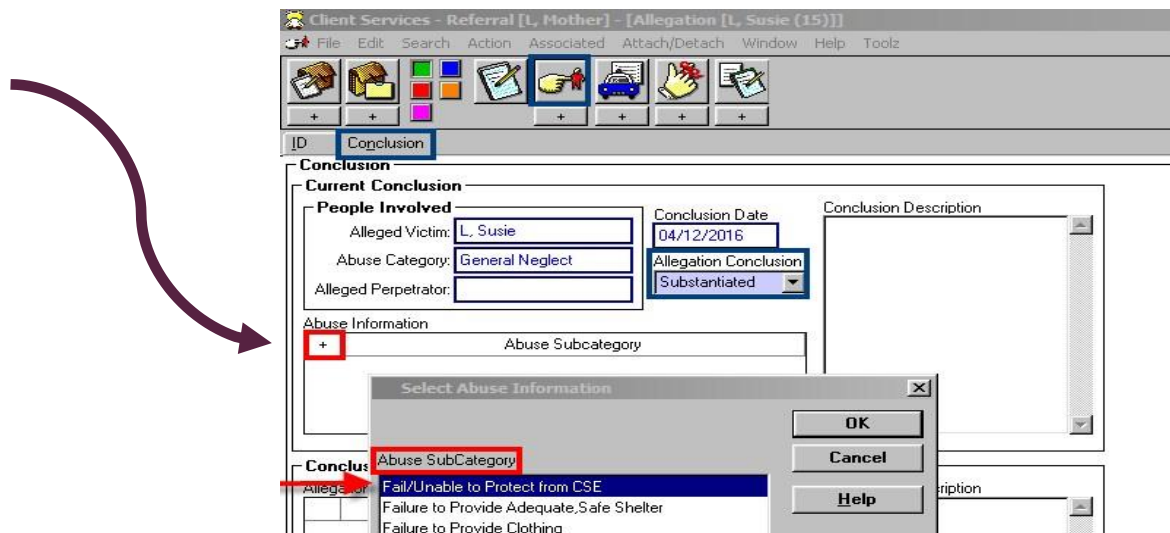 Client Services - Referral [L, Mother] - [Allegation [L, Susie (15)]]
File Edit Search Action Associated Attach/Detach Window Help Toolz
+ + + + + +
ID Conclusion
Conclusion
Current Conclusion
People Involved
Alleged Victim: L, Susie
Abuse Category: General Neglect
Alleged Perpetrator:
Conclusion Date
04/12/2016
Allegation Conclusion
Substantiated
Conclusion Description
Abuse Information
+ Abuse Subcategory
Select Abuse Information
OK
Cancel
Help
Abuse SubCategory
Fail/Unable to Protect from CSE
Failure to Provide Adequate,Safe Shelter
Failure to Provide Clothing